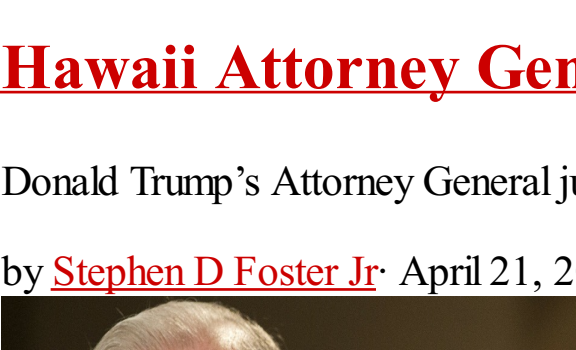 Hawaii Attorney Gen
Donald Trump’s Attorney General ju
by Stephen D Foster Jr· April 21, 2